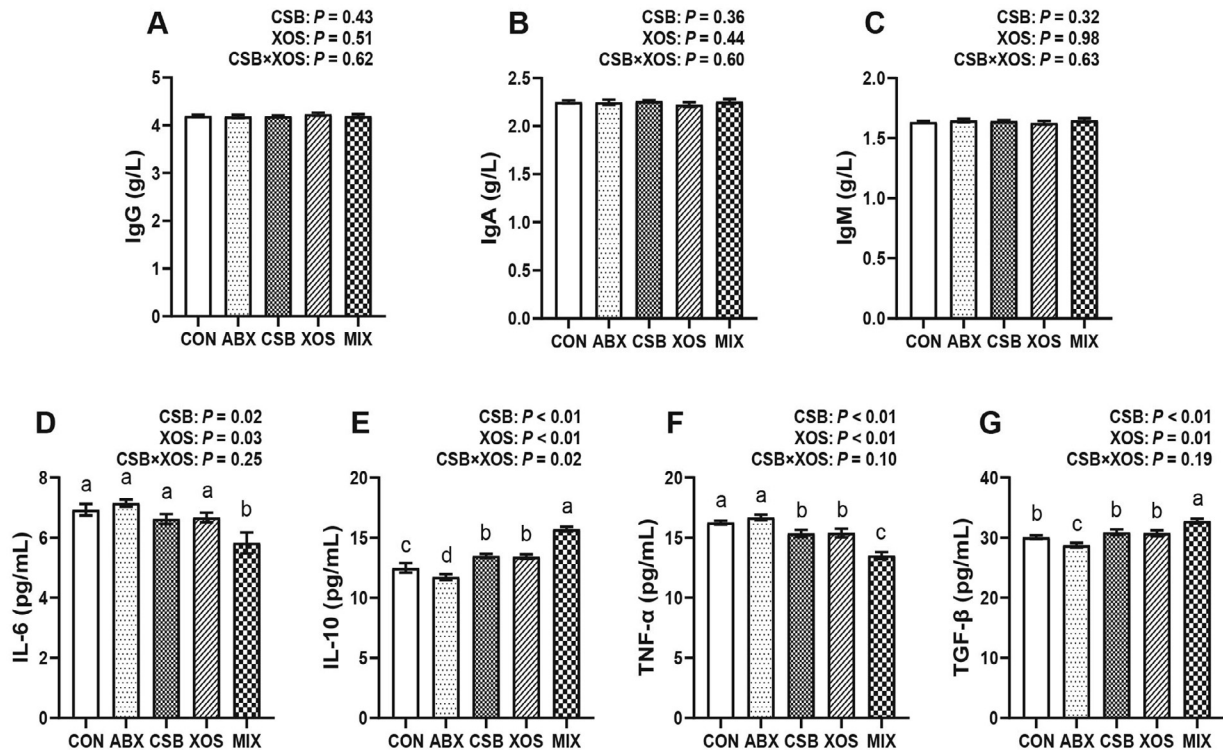 A
CSB: P = 0.43
XOS: P = 0.51
CSB×XOS: P = 0.62
IgG (g/L)
5
4
3
2
1
0
CON ABX CSB XOS MIX
B
CSB: P = 0.36
XOS: P = 0.44
CSB×XOS: P = 0.60
IgA (g/L)
2.5
2.0
1.5
1.0
0.5
0.0
CON ABX CSB XOS MIX
C
CSB: P = 0.32
XOS: P = 0.98
CSB×XOS: P = 0.63
IgM (g/L)
2.0
1.5
1.0
0.5
0.0
CON ABX CSB XOS MIX
D
CSB: P = 0.02
XOS: P = 0.03
CSB×XOS: P = 0.25
IL-6 (pg/mL)
8
6
4
2
0
a a a a b
CON ABX CSB XOS MIX
E
CSB: P < 0.01
XOS: P < 0.01
CSB×XOS: P = 0.02
IL-10 (pg/mL)
20
15
10
5
0
c d b b a
CON ABX CSB XOS MIX
F
CSB: P < 0.01
XOS: P < 0.01
CSB×XOS: P = 0.10
TNF-α (pg/mL)
20
15
10
5
0
a a b b c
CON ABX CSB XOS MIX
G
CSB: P < 0.01
XOS: P = 0.01
CSB×XOS: P = 0.19
TGF-β (pg/mL)
40
30
20
10
0
b c b b a
CON ABX CSB XOS MIX